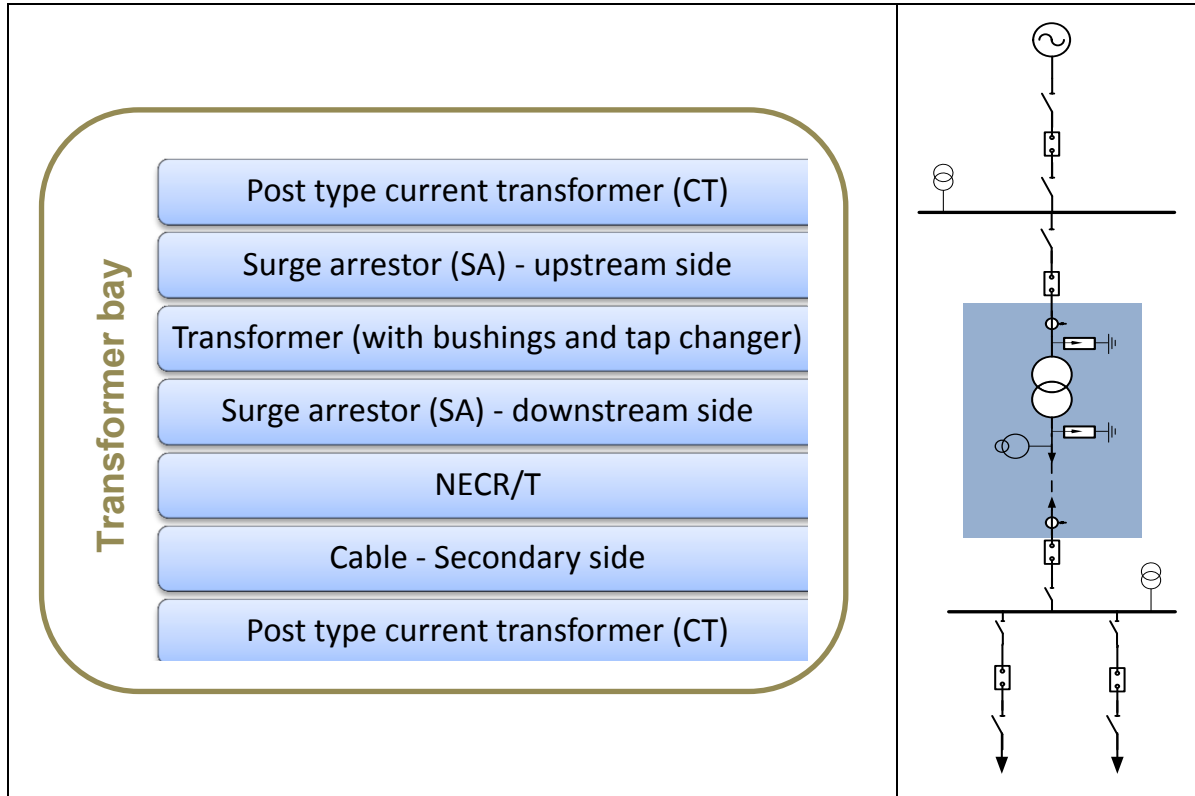 Transformer bay
Post type current transformer (CT)
Surge arrestor (SA) - upstream side
Transformer (with bushings and tap changer)
Surge arrestor (SA) - downstream side
NECR/T
Cable - Secondary side
Post type current transformer (CT)